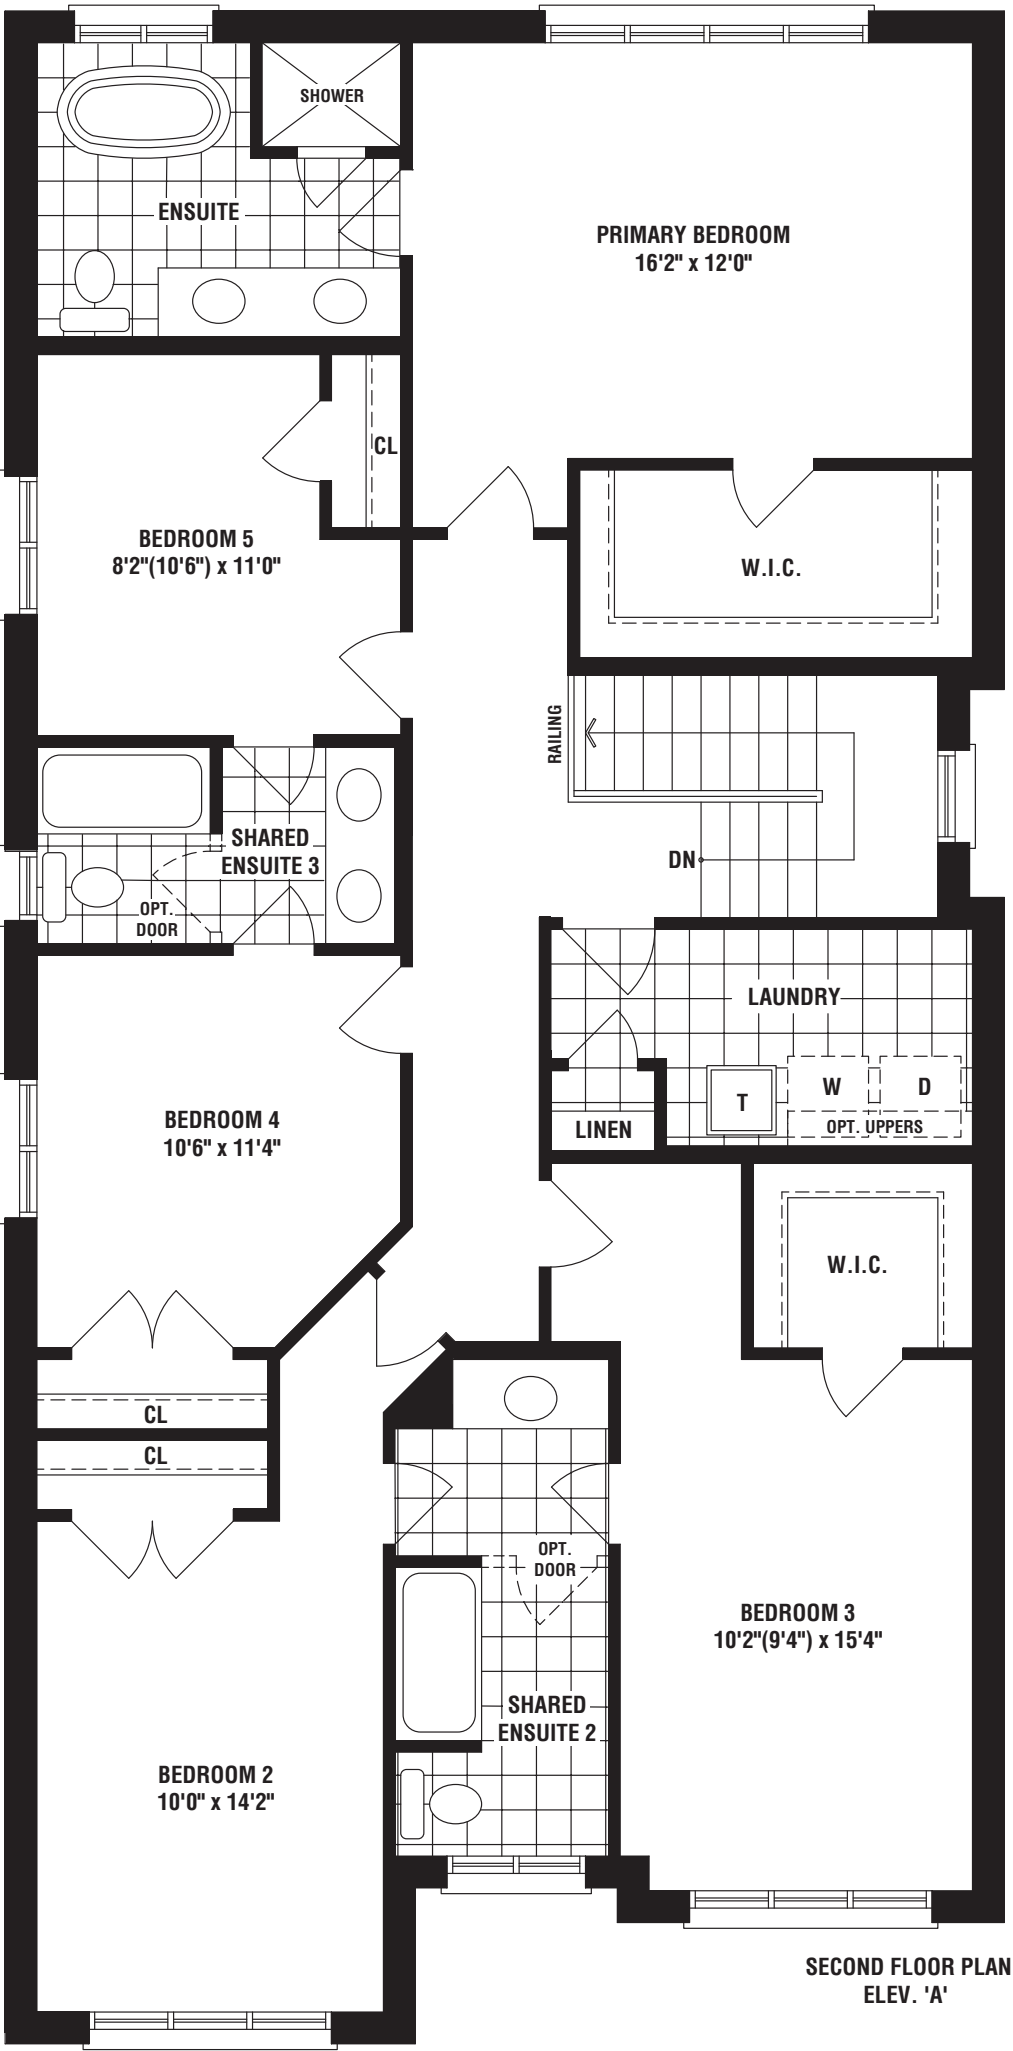 SHOWER
ENSUITE
PRIMARY BEDROOM
16'2" x 12'0"
CL
BEDROOM 5
8'2"(10'6") x 11'0"
W.I.C.
RAILING
SHARED
ENSUITE 3
OPT.
DOOR
DN
LAUNDRY
W
D
T
OPT. UPPERS
LINEN
BEDROOM 4
10'6" x 11'4"
W.I.C.
CL
CL
OPT.
DOOR
BEDROOM 3
10'2"(9'4") x 15'4"
SHARED
ENSUITE 2
BEDROOM 2
10'0" x 14'2"
SECOND FLOOR PLAN
ELEV. 'A'